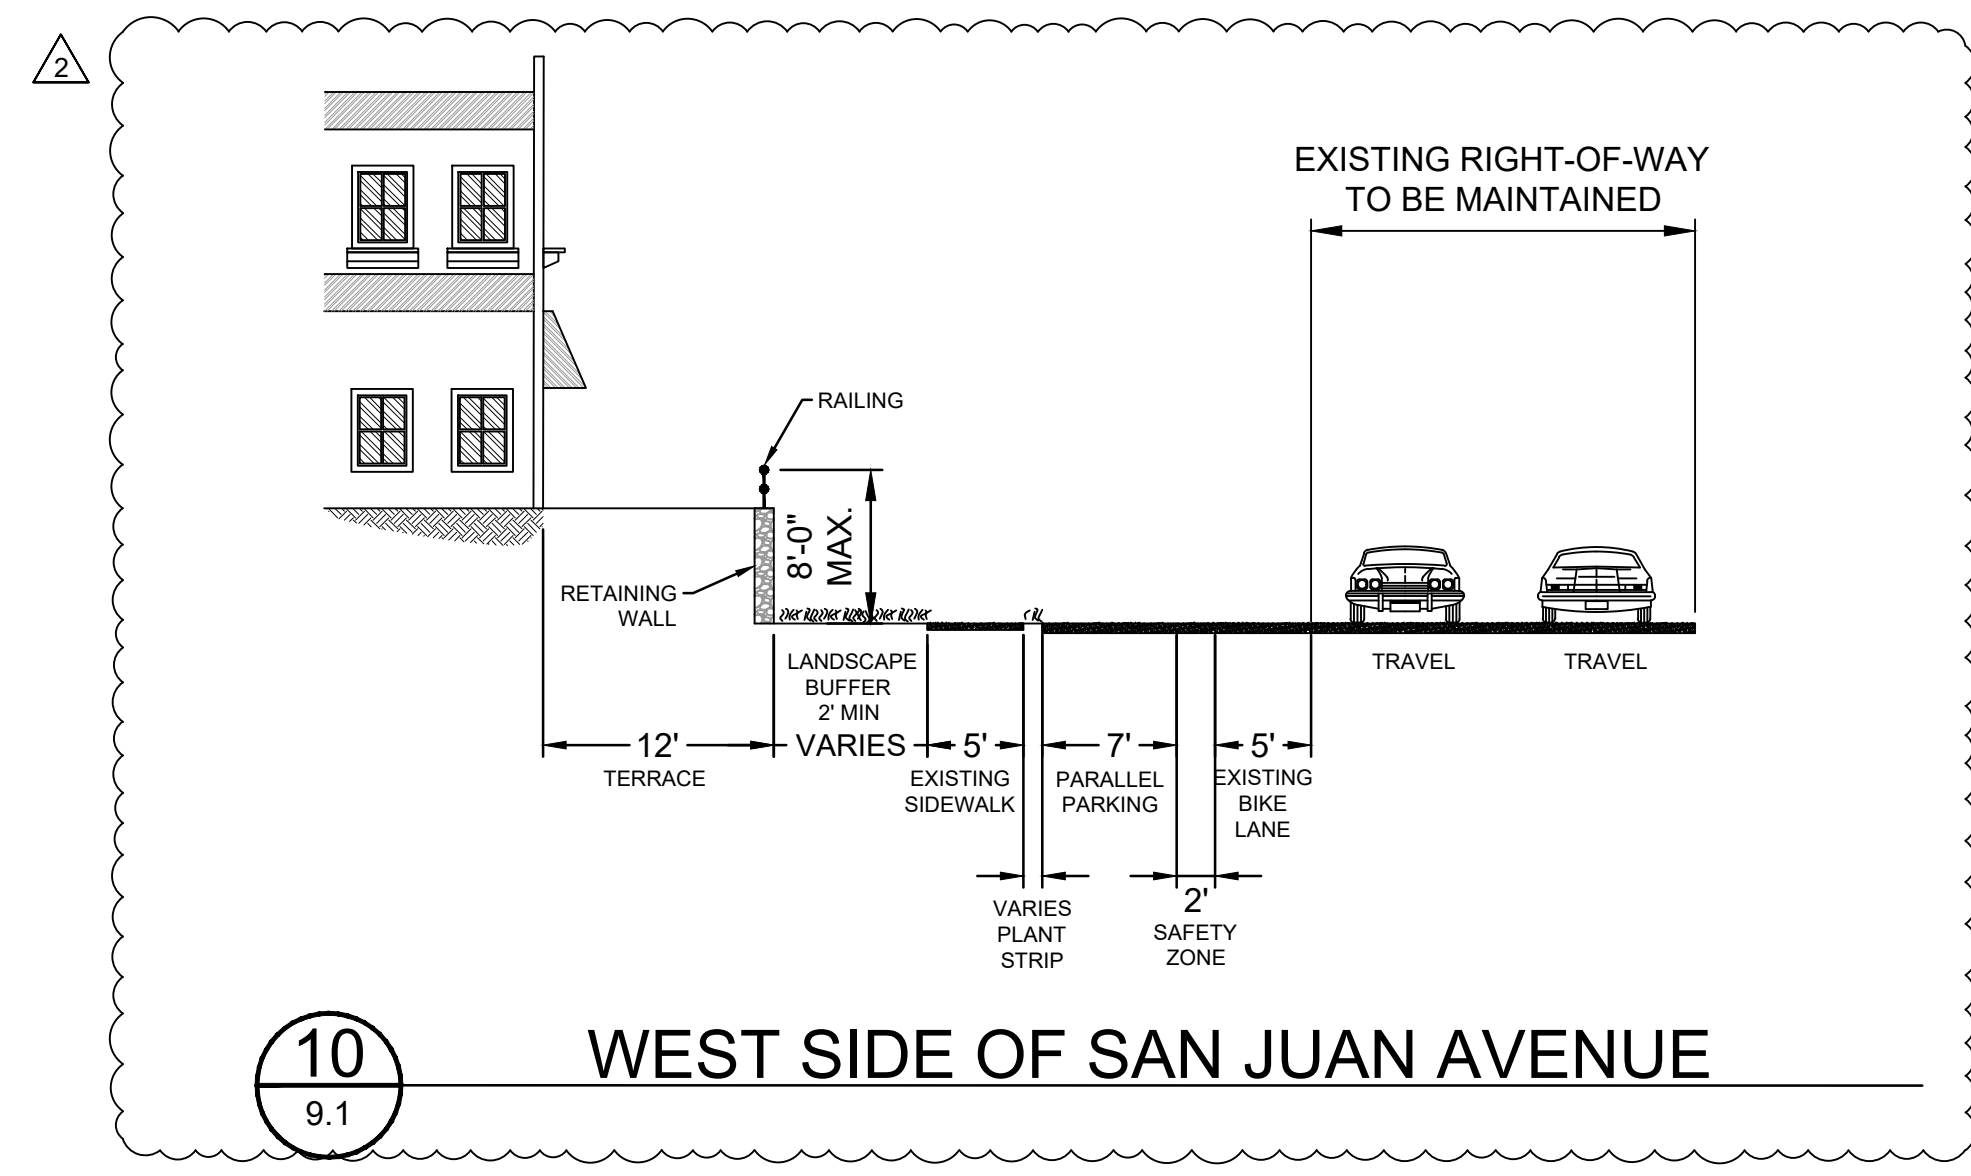 2
EXISTING RIGHT-OF-WAY
TO BE MAINTAINED
RAILING
8'-0"
MAX.
RETAINING
WALL
LANDSCAPE
BUFFER
2' MIN
TRAVEL
TRAVEL
12'
TERRACE
VARIES
5'
EXISTING
SIDEWALK
7'
PARALLEL
PARKING
5'
EXISTING
BIKE
LANE
VARIES
PLANT
STRIP
2'
SAFETY
ZONE
10
9.1
WEST SIDE OF SAN JUAN AVENUE